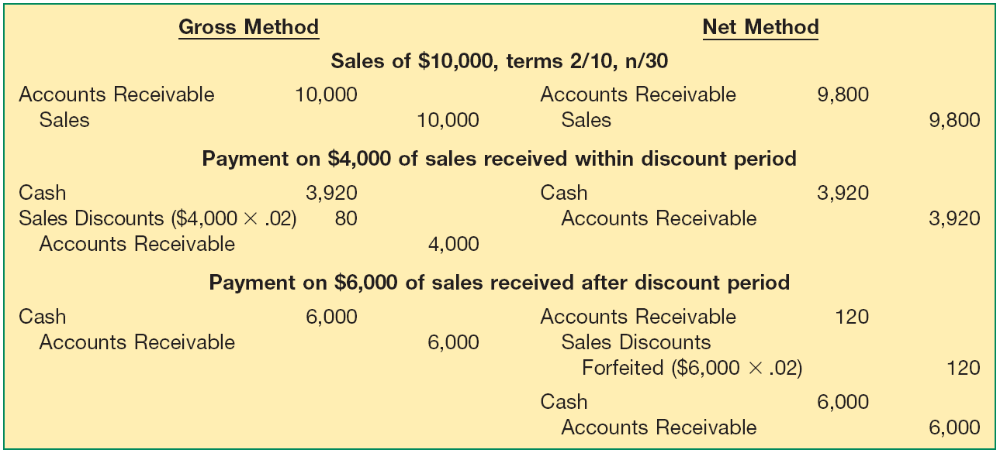 Gross Method Net Method
Sales of $10,000, terms 2/10, n/30
Accounts Receivable 10,000 Accounts Receivable 9,800
Sales 10,000 Sales 9,800
Payment on $4,000 of sales received within discount period
Cash 3,920 Cash 3,920
Sales Discounts ($4,000 × .02) 80 Accounts Receivable 3,920
Accounts Receivable 4,000
Payment on $6,000 of sales received after discount period
Cash 6,000 Accounts Receivable 120
Accounts Receivable 6,000 Sales Discounts
Forfeited ($6,000 × .02) 120
Cash 6,000
Accounts Receivable 6,000